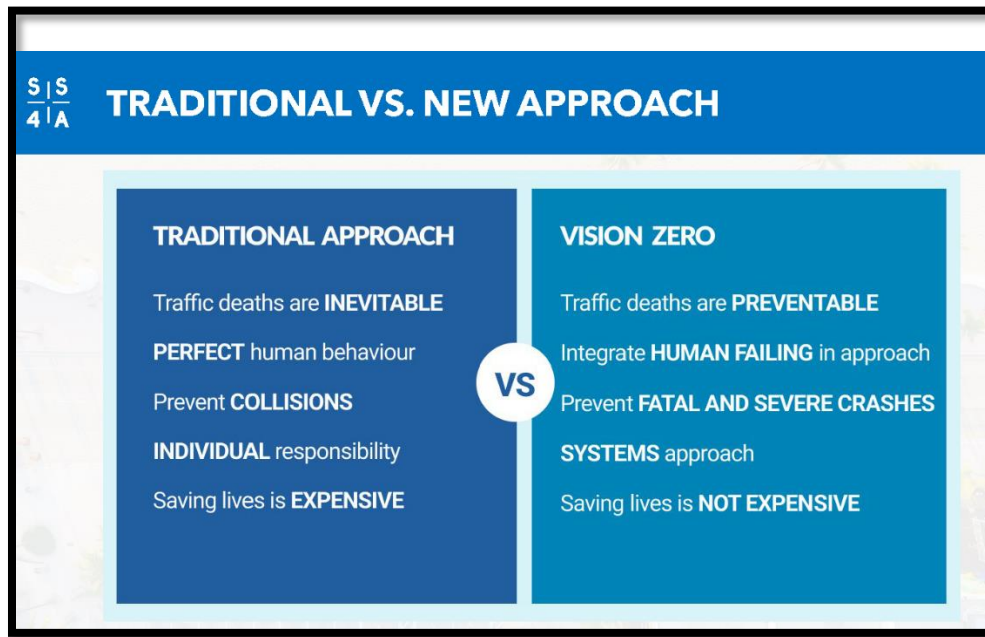 S|S
4|A
TRADITIONAL VS. NEW APPROACH
TRADITIONAL APPROACH
Traffic deaths are INEVITABLE
PERFECT human behaviour
Prevent COLLISIONS
INDIVIDUAL responsibility
Saving lives is EXPENSIVE
VS
VISION ZERO
Traffic deaths are PREVENTABLE
Integrate HUMAN FAILING in approach
Prevent FATAL AND SEVERE CRASHES
SYSTEMS approach
Saving lives is NOT EXPENSIVE